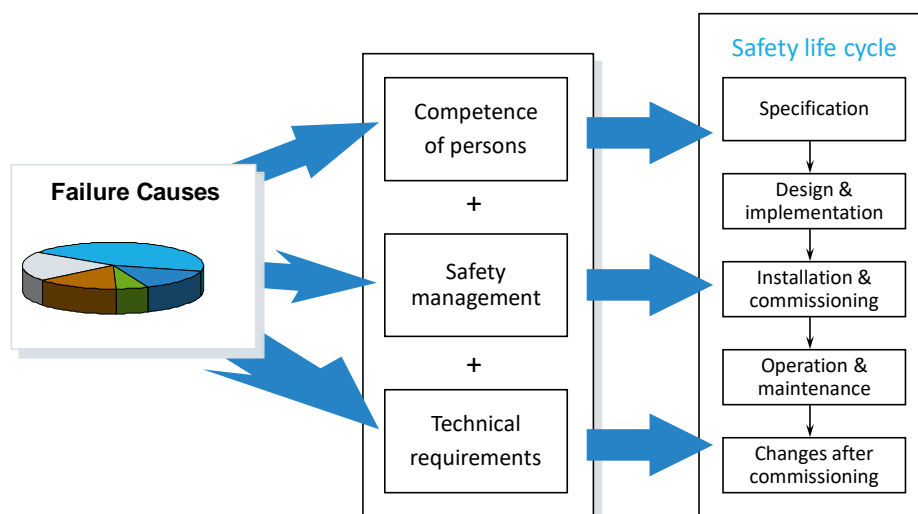 Failure Causes
Competence
of persons
+
Safety
management
+
Technical
requirements
Safety life cycle
Specification
Design &
implementation
Installation &
commissioning
Operation &
maintenance
Changes after
commissioning